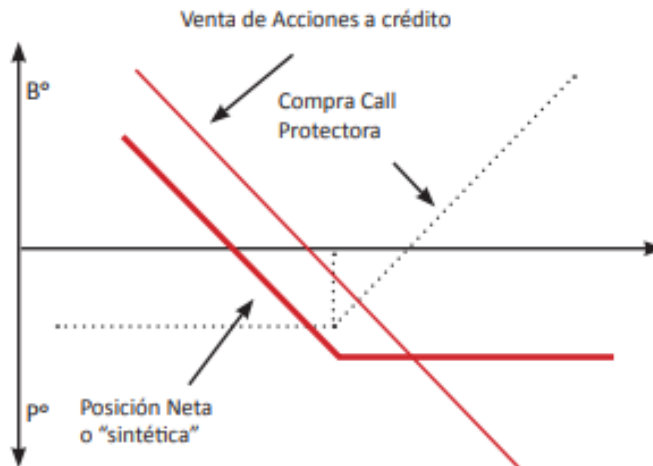 Venta de Acciones a crédito
Bº
Compra Call
Protectora
Pº
Posición Neta
o “sintética”